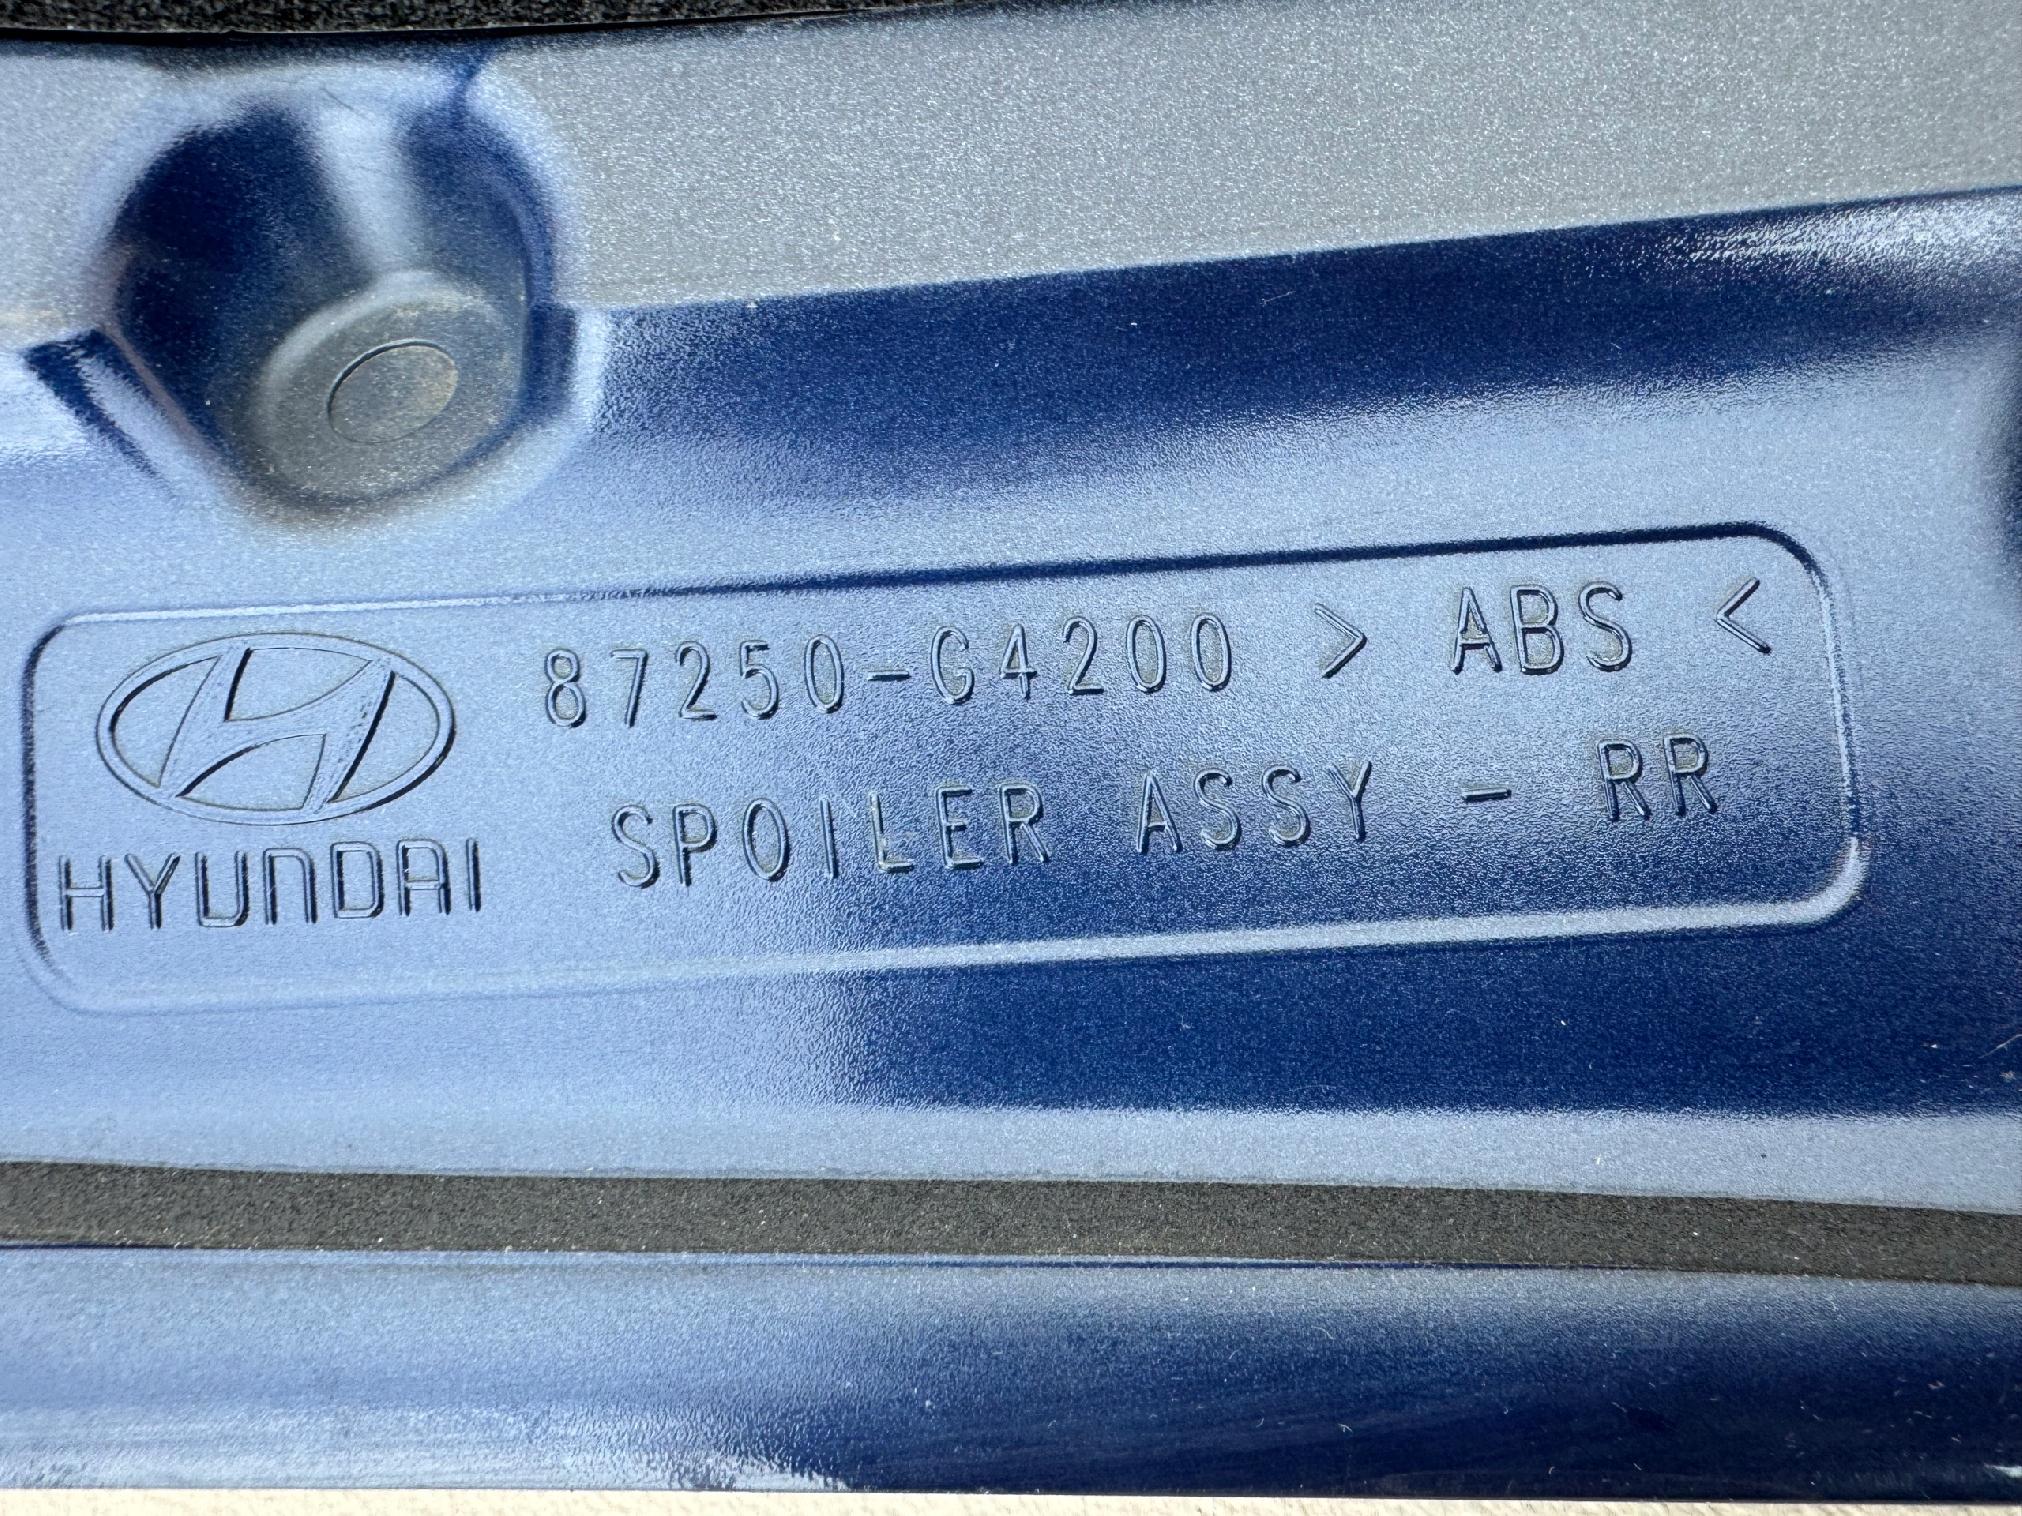 87250-G4200 > ABS <
SPOILER ASSY - RR
HYUNDAI